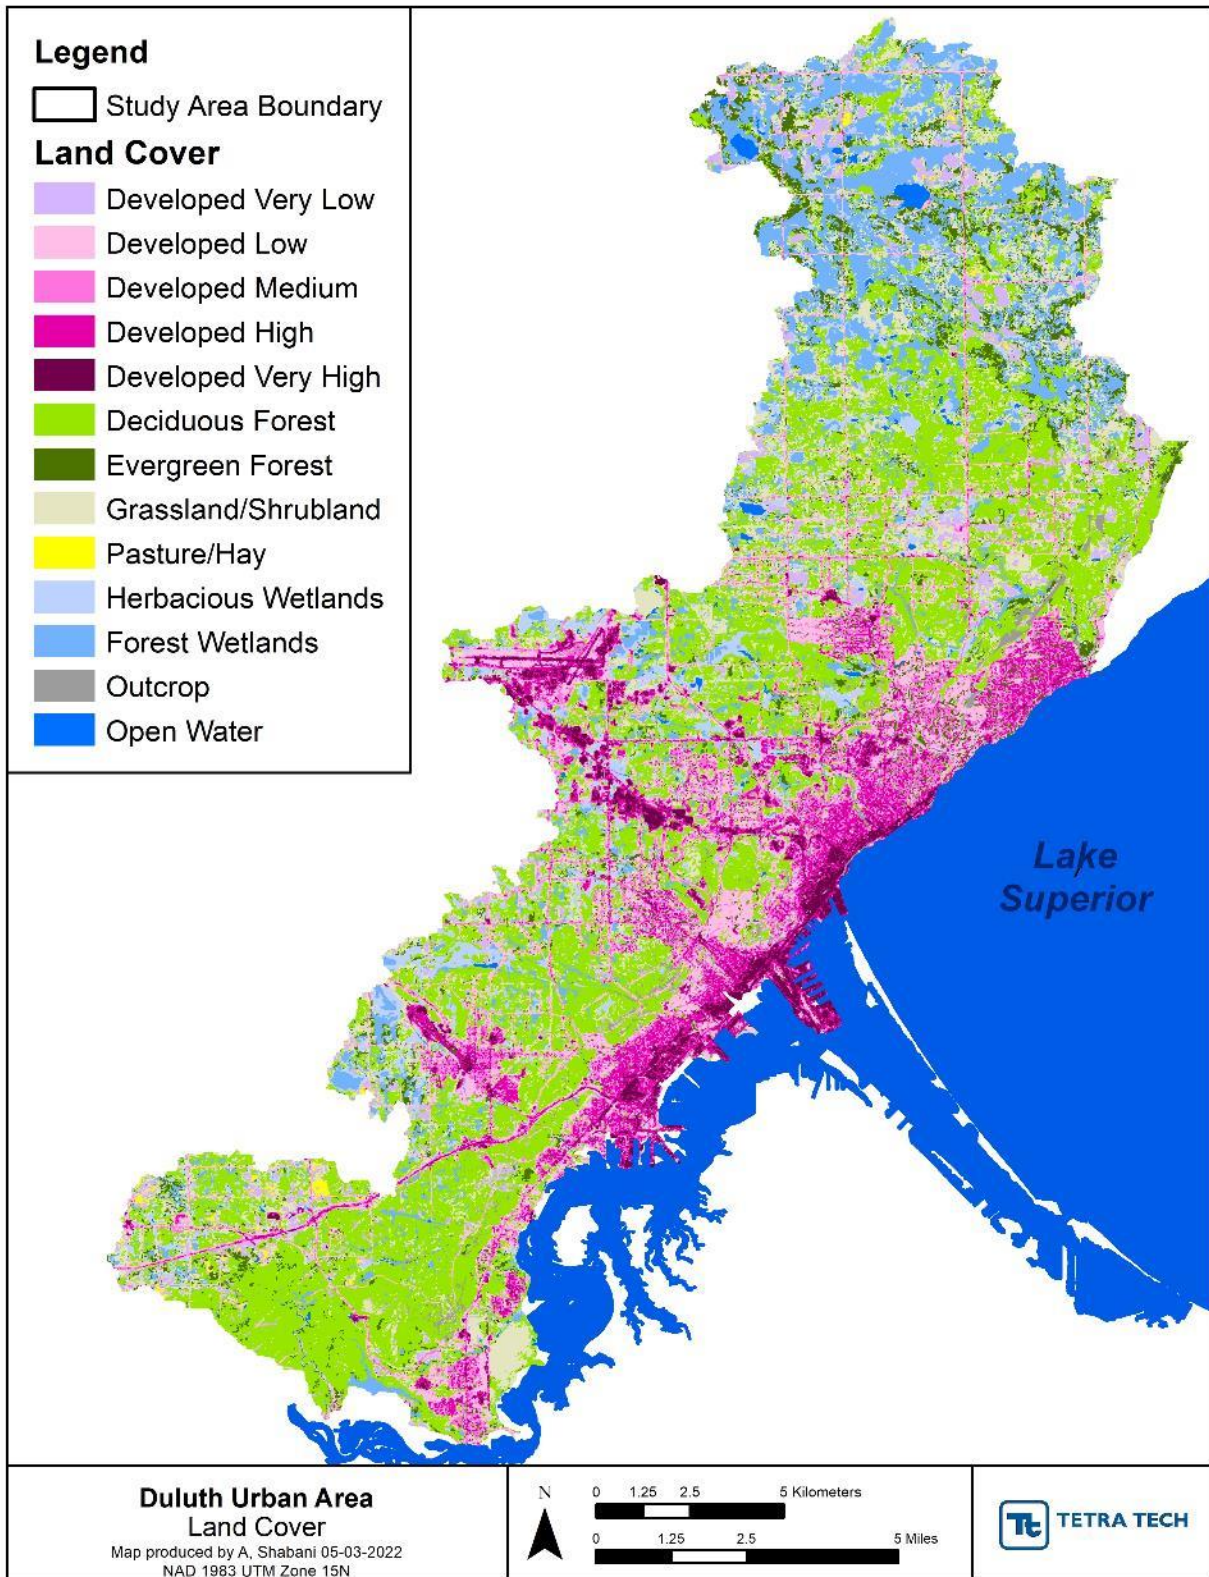 Legend
Study Area Boundary
Land Cover
Developed Very Low
Developed Low
Developed Medium
Developed High
Developed Very High
Deciduous Forest
Evergreen Forest
Grassland/Shrubland
Pasture/Hay
Herbacious Wetlands
Forest Wetlands
Outcrop
Open Water
Lake
Superior
Duluth Urban Area
Land Cover
Map produced by A, Shabani 05-03-2022
NAD 1983 UTM Zone 15N
N
0 1.25 2.5 5 Kilometers
0 1.25 2.5 5 Miles
Tt TETRA TECH